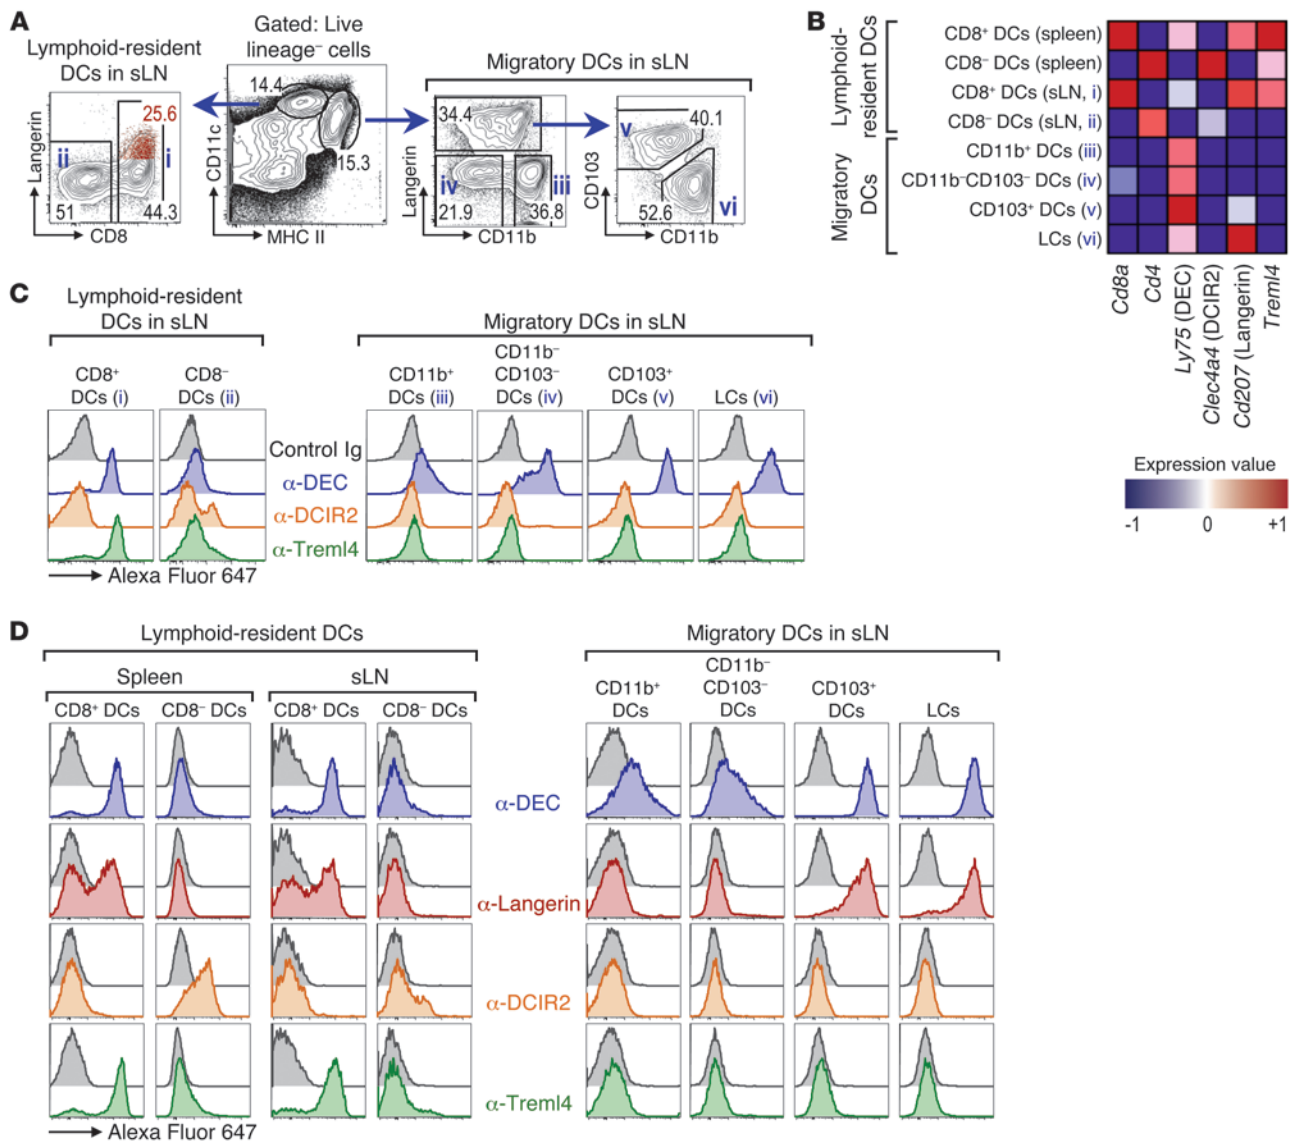 A
Lymphoid-resident
DCs in sLN
Gated: Live
lineage– cells
Migratory DCs in sLN
Langerin
25.6
ii
i
51
44.3
CD8
CD11c
14.4
15.3
MHC II
Langerin
34.4
iv
iii
21.9
36.8
CD11b
CD103
v
40.1
52.6
vi
CD11b
B
Lymphoid-
resident DCs
Migratory
DCs
CD8+ DCs (spleen)
CD8– DCs (spleen)
CD8+ DCs (sLN, i)
CD8– DCs (sLN, ii)
CD11b+ DCs (iii)
CD11b–CD103– DCs (iv)
CD103+ DCs (v)
LCs (vi)
Cd8a
Cd4
Ly75 (DEC)
Clec4a4 (DCIR2)
Cd207 (Langerin)
Treml4
Expression value
-1 0 +1
C
Lymphoid-resident
DCs in sLN
Migratory DCs in sLN
CD8+
DCs (i)
CD8–
DCs (ii)
CD11b+
DCs (iii)
CD11b–
CD103–
DCs (iv)
CD103+
DCs (v)
LCs (vi)
Control Ig
α-DEC
α-DCIR2
α-Treml4
Alexa Fluor 647
D
Lymphoid-resident DCs
Migratory DCs in sLN
Spleen
sLN
CD8+ DCs
CD8– DCs
CD8+ DCs
CD8– DCs
CD11b+
DCs
CD11b–
CD103–
DCs
CD103+
DCs
LCs
α-DEC
α-Langerin
α-DCIR2
α-Treml4
Alexa Fluor 647